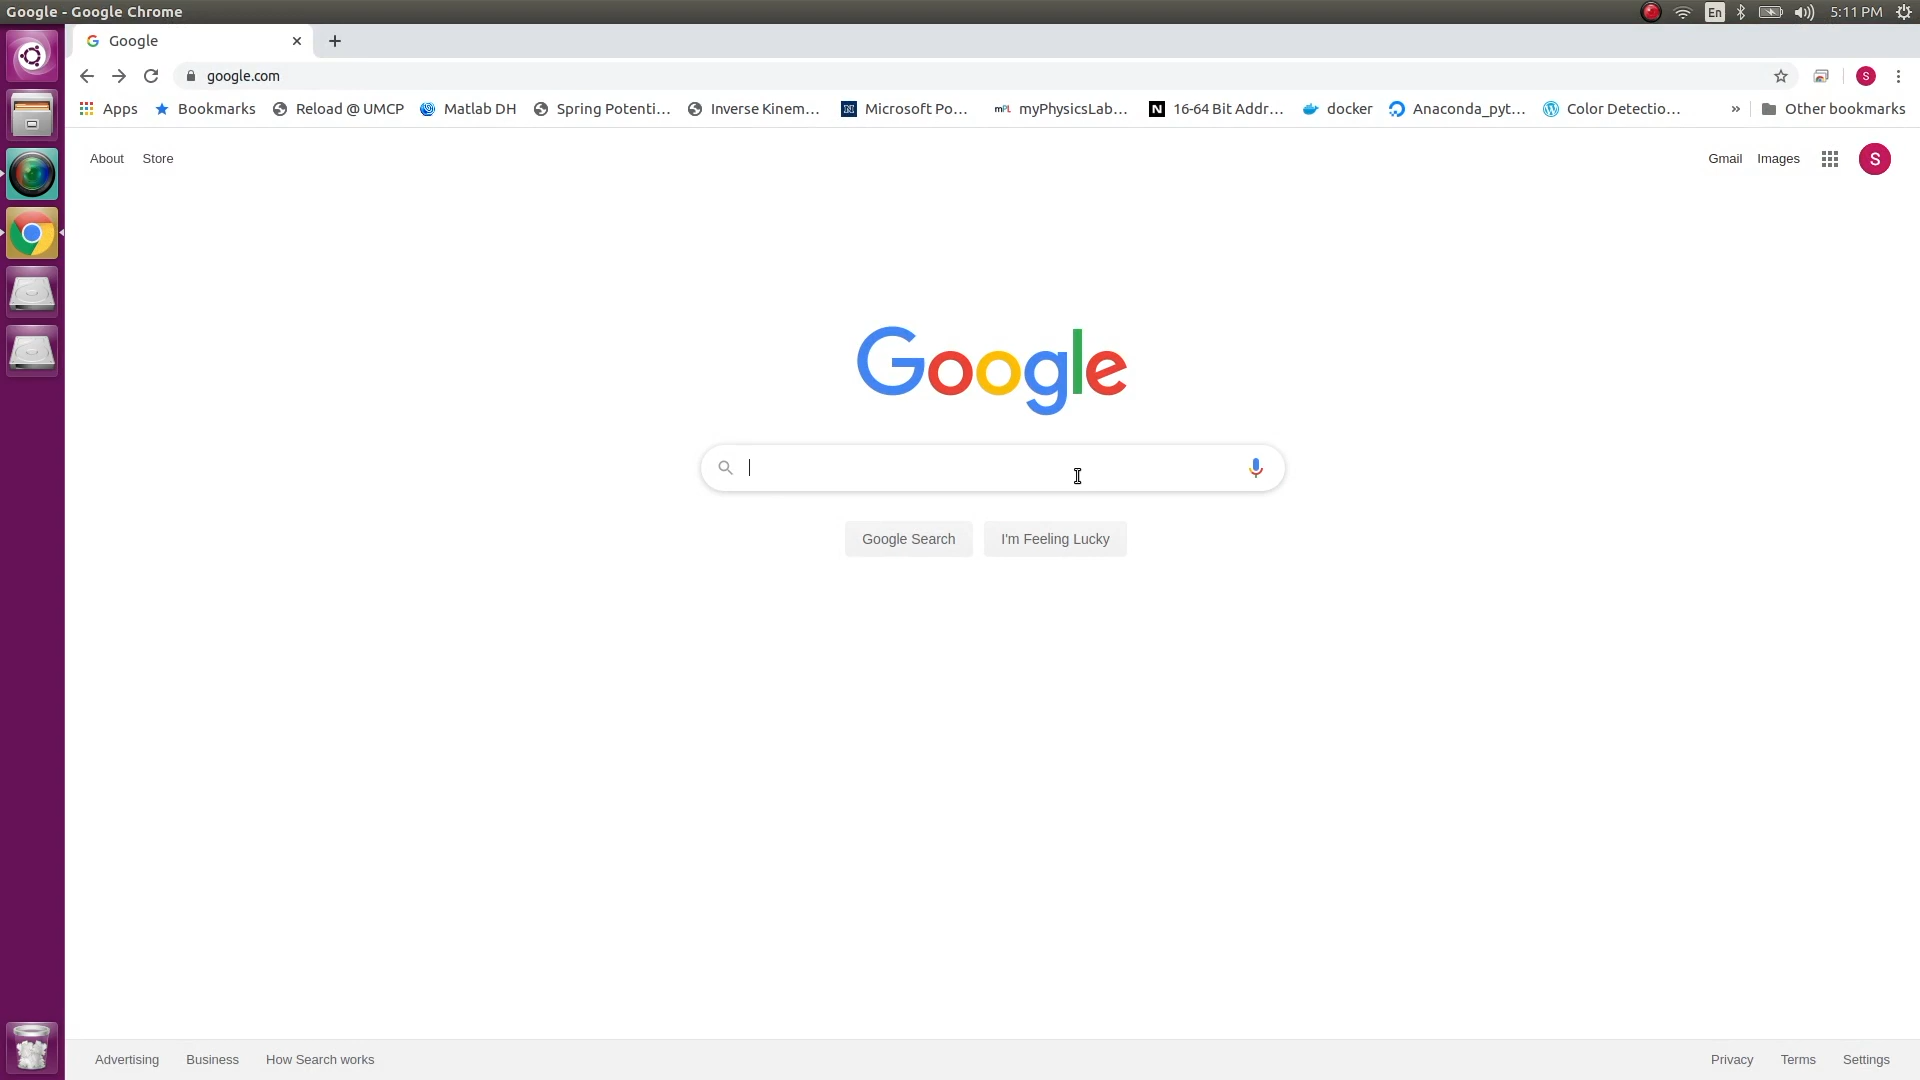 Google - Google Chrome
En
5:11 PM
Google
google.com
S
Apps
Bookmarks
Reload @ UMCP
Matlab DH
Spring Potenti...
Inverse Kinem...
Microsoft Po...
mPL
myPhysicsLab...
N
16-64 Bit Addr...
docker
Anaconda_pyt...
Color Detectio...
»
Other bookmarks
About
Store
Gmail
Images
S
Google
Google Search
I'm Feeling Lucky
Advertising
Business
How Search works
Privacy
Terms
Settings